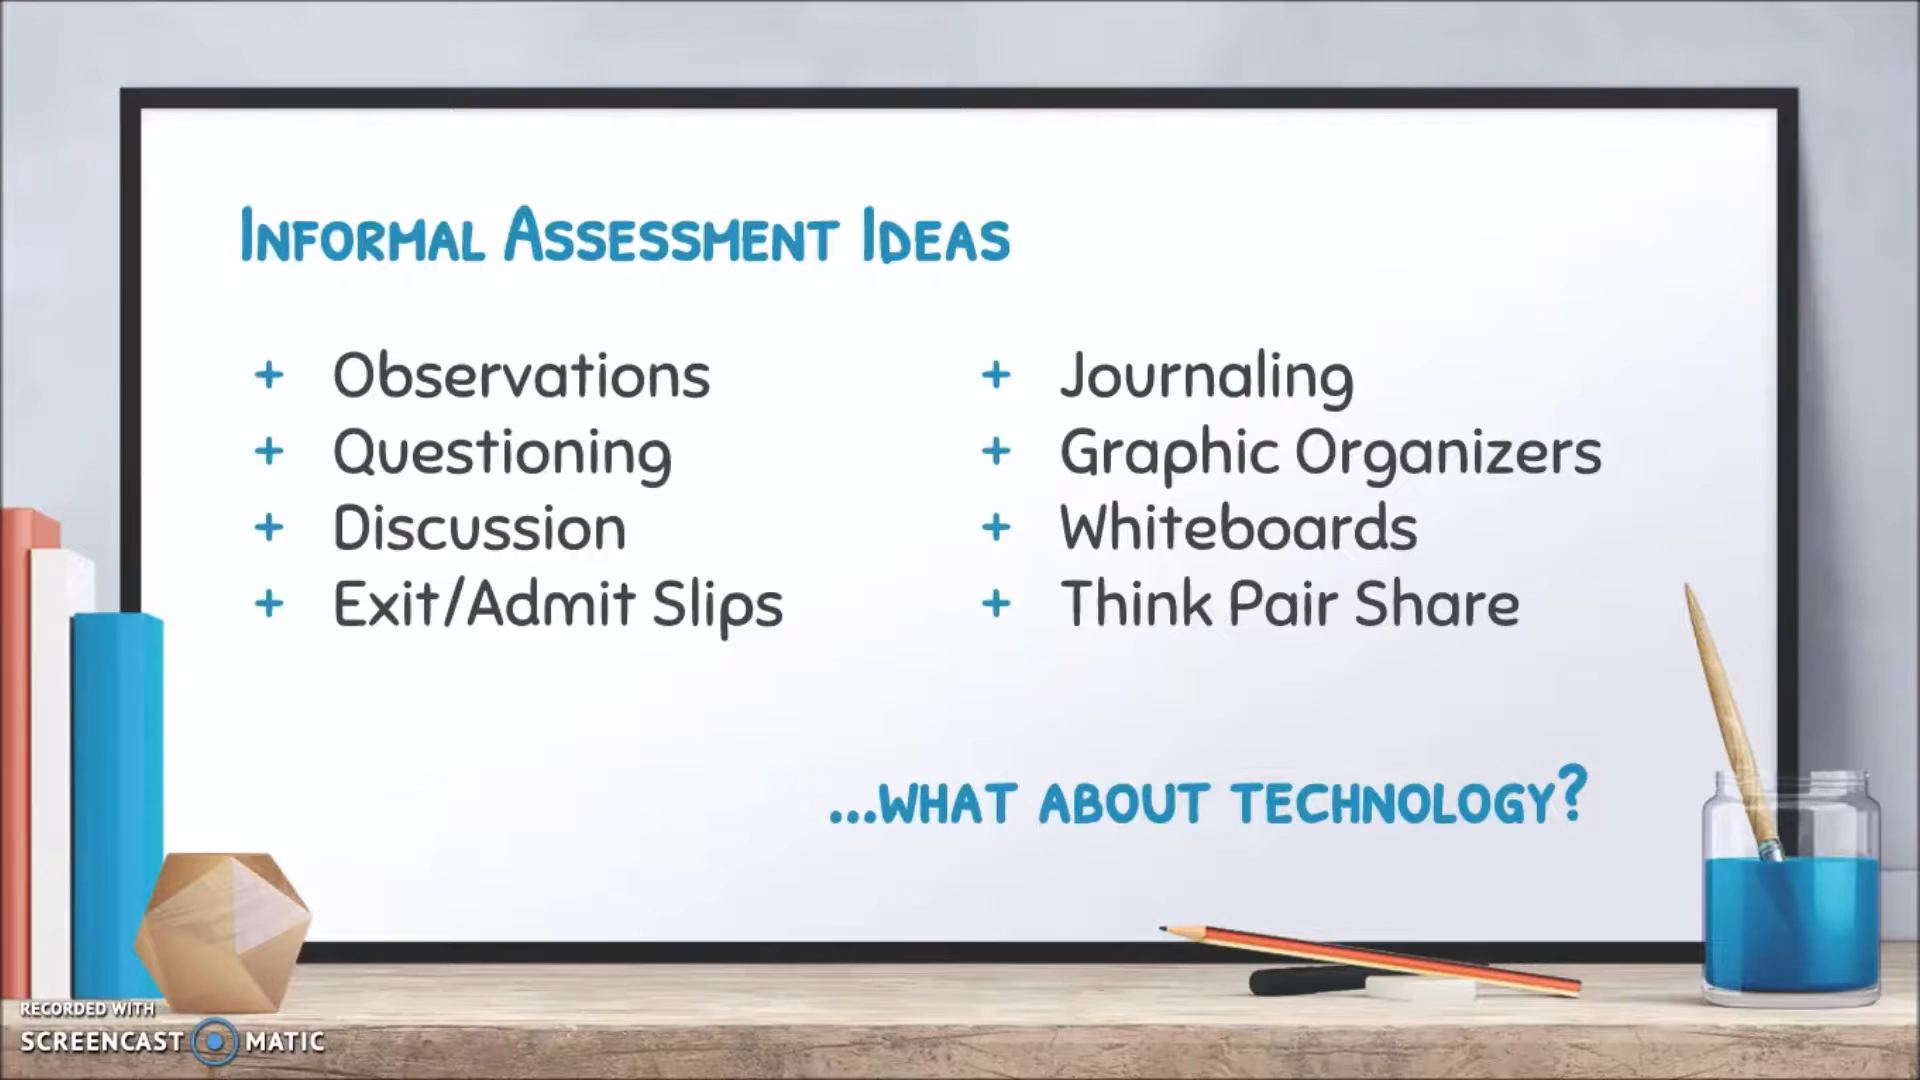 Informal Assessment Ideas
+ Observations
+ Questioning
+ Discussion
+ Exit/Admit Slips
+ Journaling
+ Graphic Organizers
+ Whiteboards
+ Think Pair Share
...what about technology?
RECORDED WITH
SCREENCAST MATIC